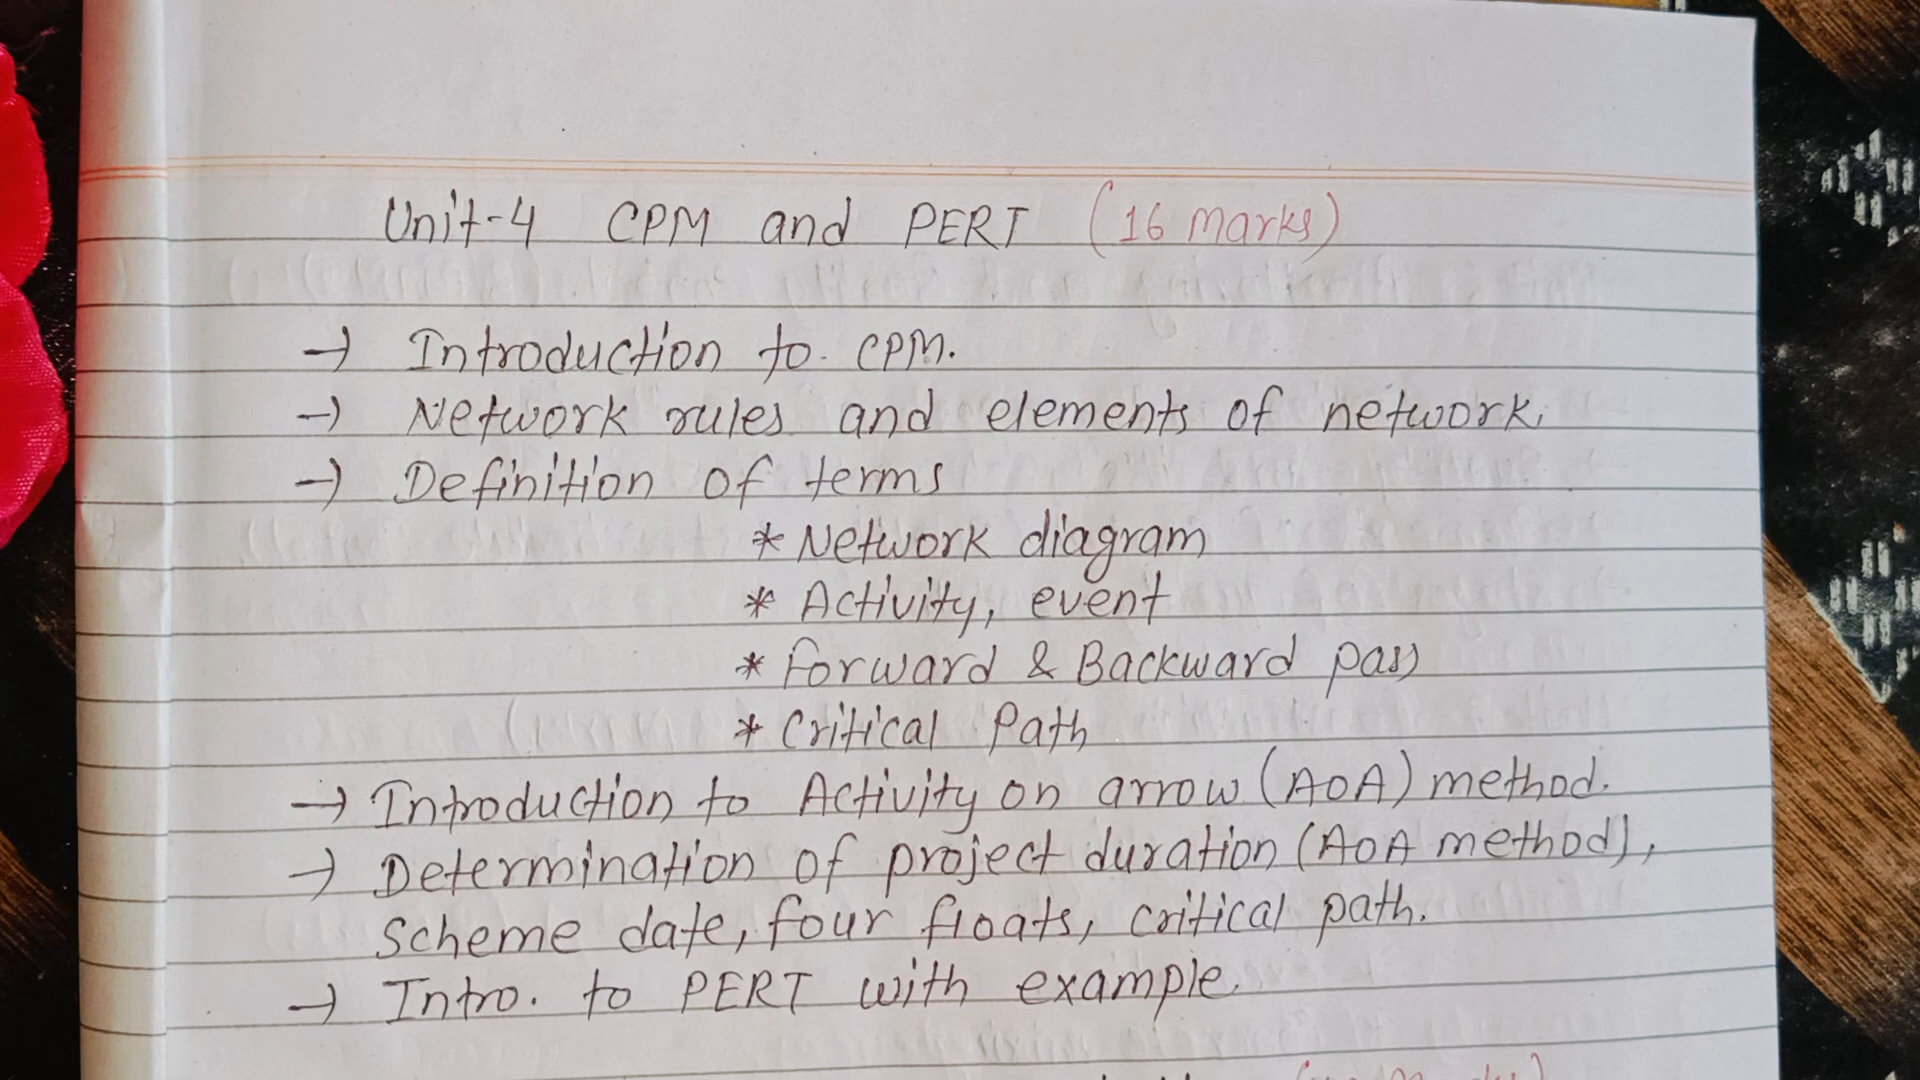 Unit-4 CPM and PERT (16 marks)
→ Introduction to CPM.
→ Network rules and elements of network.
→ Definition of terms
* Network diagram
* Activity, event
* Forward & Backward pass
* Critical Path
→ Introduction to Activity on arrow (AOA) method.
→ Determination of project duration (AOA method),
Scheme date, four floats, critical path.
→ Intro. to PERT with example.